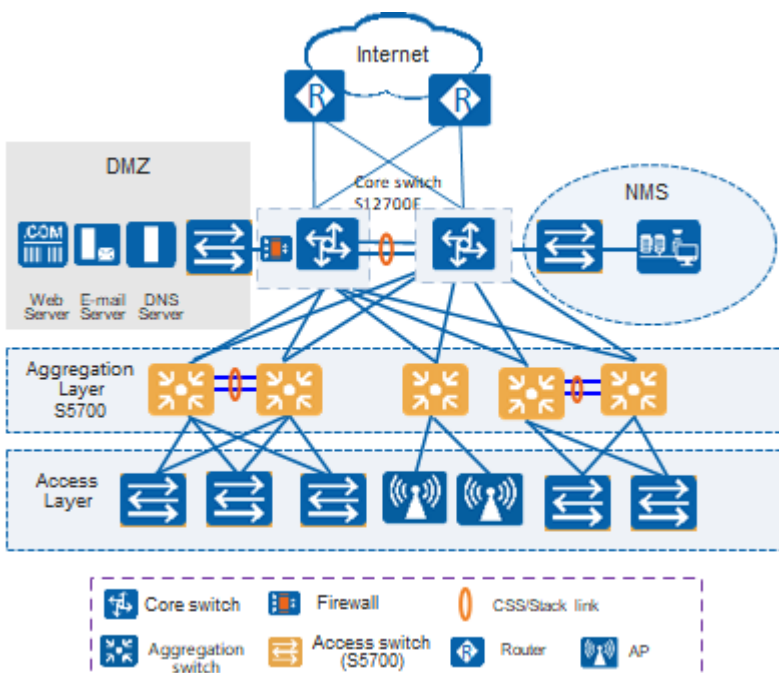 Internet
DMZ
Core switch
S12700E
NMS
.COM
Web
Server
E-mail
Server
DNS
Server
Aggregation
Layer
S5700
Access
Layer
Core switch
Firewall
CSS/Stack link
Aggregation
switch
Access switch
(S5700)
R
Router
AP
R
R